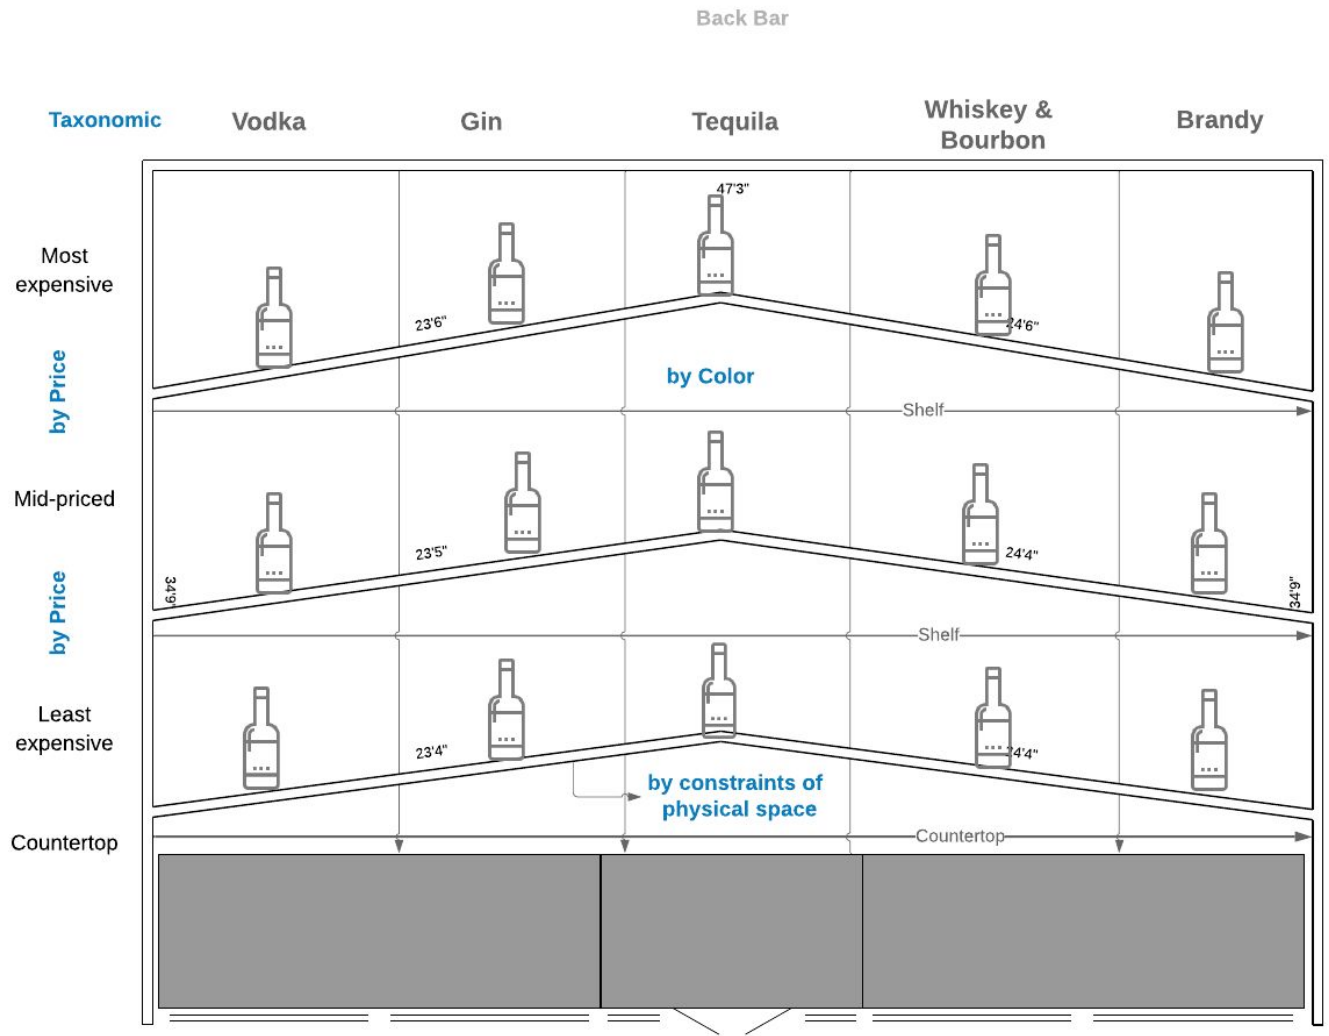 Back Bar
Taxonomic
Vodka
Gin
Tequila
Whiskey &
Bourbon
Brandy
47'3"
Most
expensive
23'6"
24'6"
by Price
by Color
Shelf
Mid-priced
23'5"
24'4"
34'9"
34'9"
by Price
Shelf
Least
expensive
23'4"
24'4"
by constraints of
physical space
Countertop
Countertop